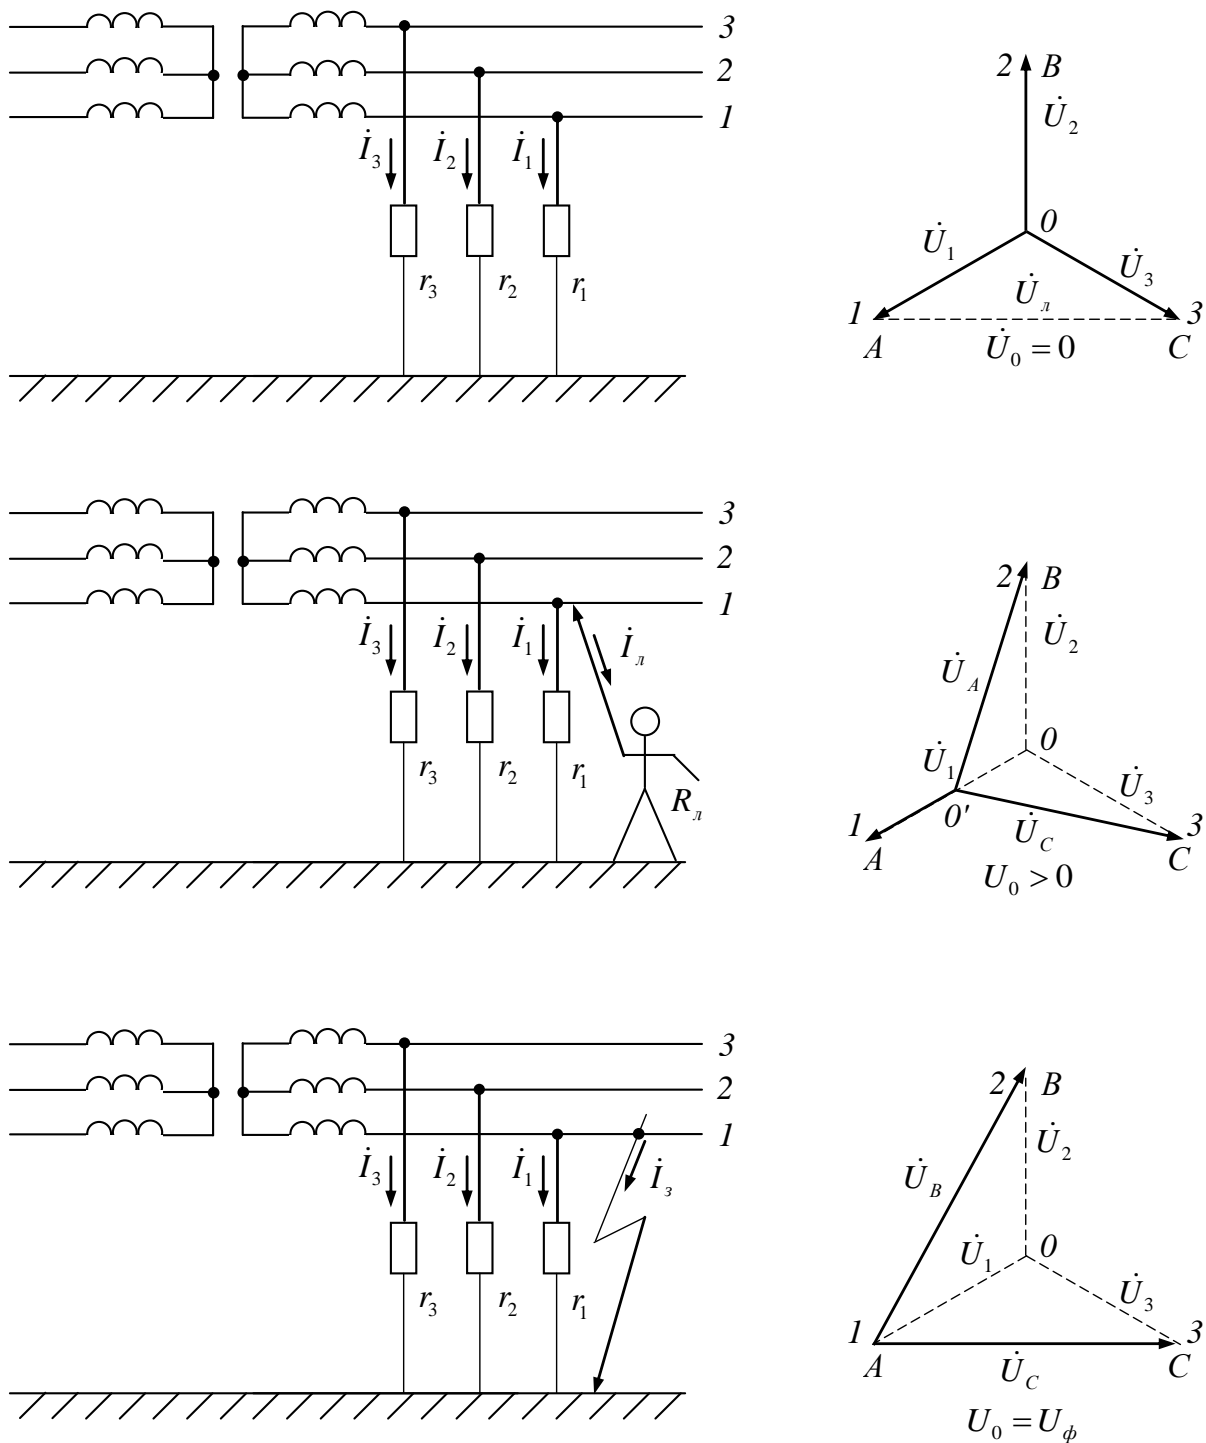 3
2
1
İ₃ İ₂ İ₁
r₃ r₂ r₁
2 B
U̇₂
0
U̇₁
U̇₃
U̇л
1 3
A C
U̇₀ = 0
3
2
1
İ₃ İ₂ İ₁ İл
r₃ r₂ r₁ Rл
2 B
U̇₂
U̇A
0
U̇₁
U̇₃
0'
1 3
U̇C
A C
U₀ > 0
3
2
1
İ₃ İ₂ İ₁ İз
r₃ r₂ r₁
2 B
U̇₂
U̇B
0
U̇₁
U̇₃
1 3
A C
U̇C
U₀ = Uф